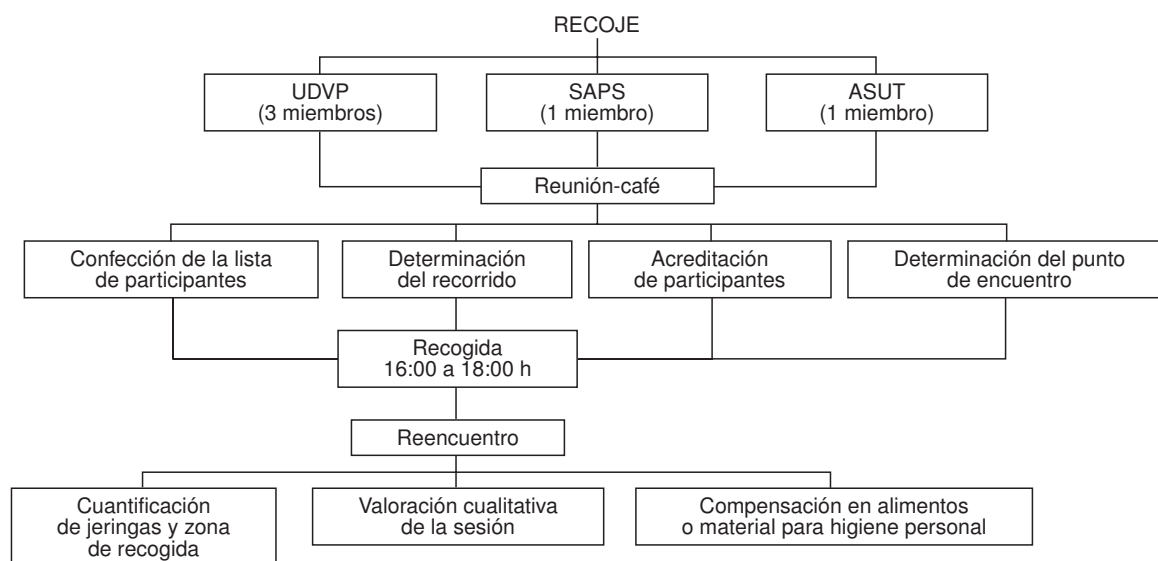 RECOJE
UDVP
(3 miembros)
SAPS
(1 miembro)
ASUT
(1 miembro)
Reunión-café
Confección de la lista
de participantes
Determinación
del recorrido
Acreditación
de participantes
Determinación del punto
de encuentro
Recogida
16:00 a 18:00 h
Reencuentro
Cuantificación
de jeringas y zona
de recogida
Valoración cualitativa
de la sesión
Compensación en alimentos
o material para higiene personal